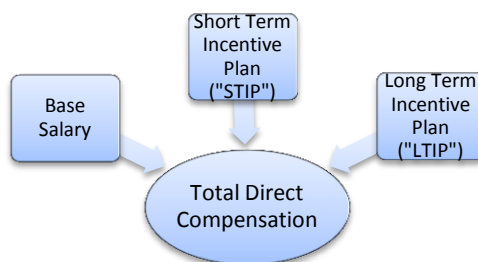 Short Term
Incentive
Plan
("STIP")
Base
Salary
Long Term
Incentive
Plan
("LTIP")
Total Direct
Compensation